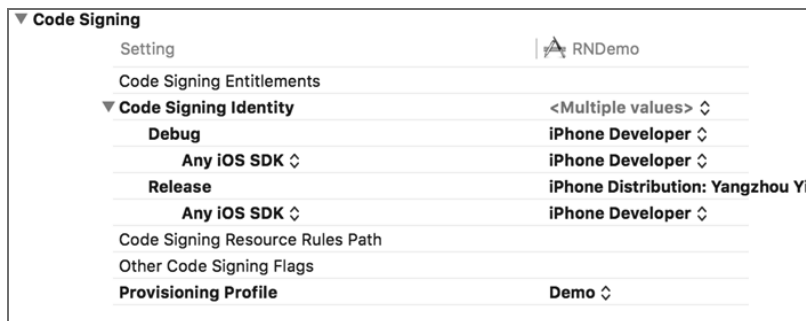 Code Signing
Setting RNDemo
Code Signing Entitlements
Code Signing Identity <Multiple values>
Debug iPhone Developer
Any iOS SDK iPhone Developer
Release iPhone Distribution: Yangzhou Yi
Any iOS SDK iPhone Developer
Code Signing Resource Rules Path
Other Code Signing Flags
Provisioning Profile Demo